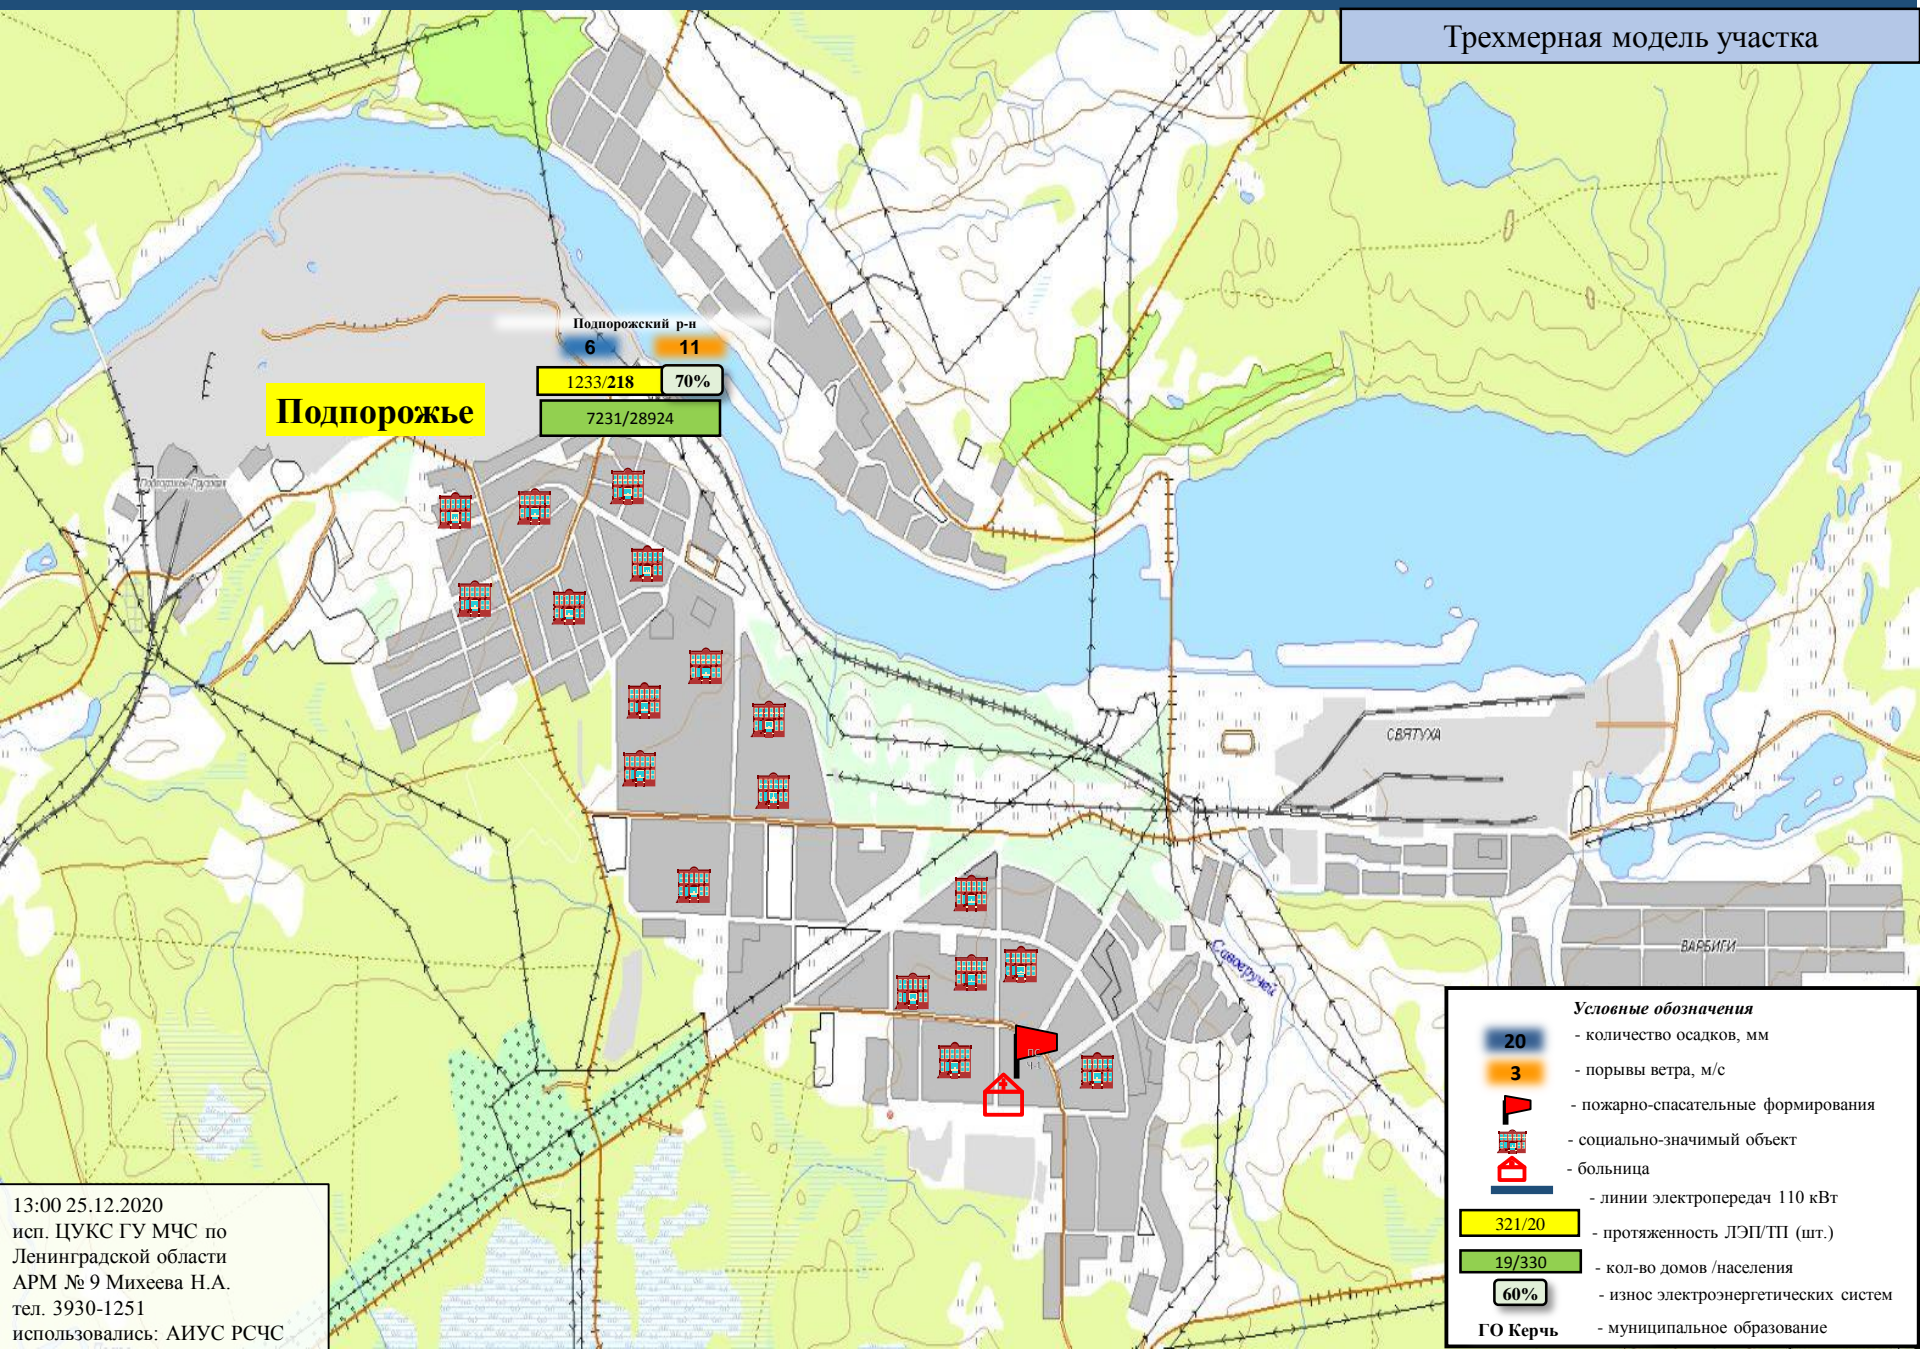 Трехмерная модель участка
Подпорожский р-н
6 11
1233/218 70%
7231/28924
Подпорожье
Подпорожье-Грузовая
СВЯТУХА
ВАРБИГИ
Савозручей
Условные обозначения
20 - количество осадков, мм
3 - порывы ветра, м/с
- пожарно-спасательные формирования
- социально-значимый объект
- больница
- линии электропередач 110 кВт
321/20 - протяженность ЛЭП/ТП (шт.)
19/330 - кол-во домов /населения
60% - износ электроэнергетических систем
ГО Керчь - муниципальное образование
13:00 25.12.2020
исп. ЦУКС ГУ МЧС по
Ленинградской области
АРМ № 9 Михеева Н.А.
тел. 3930-1251
использовались: АИУС РСЧС